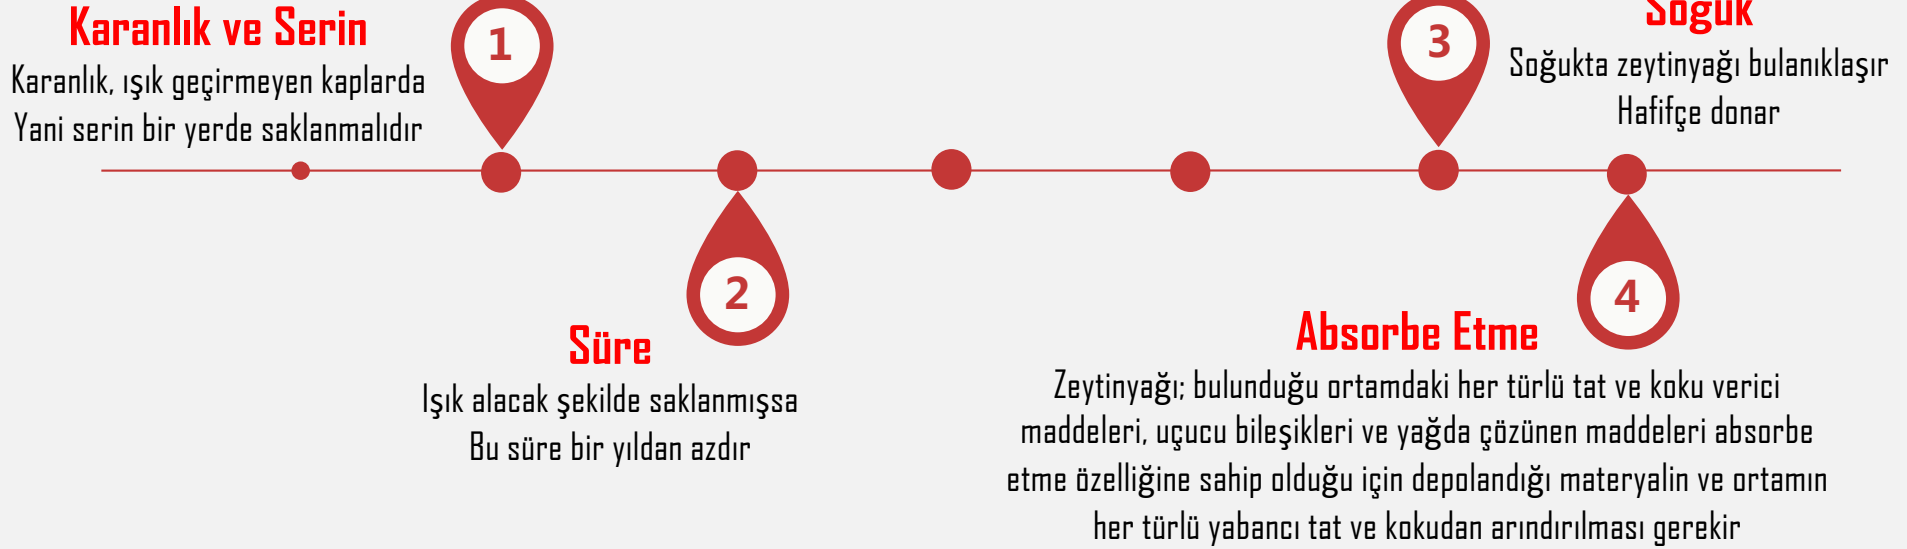 Karanlık ve Serin
Karanlık, ışık geçirmeyen kaplarda
Yani serin bir yerde saklanmalıdır
1
2
Süre
Işık alacak şekilde saklanmışsa
Bu süre bir yıldan azdır
3
Soğuk
Soğukta zeytinyağı bulanıklaşır
Hafifçe donar
4
Absorbe Etme
Zeytinyağı; bulunduğu ortamdaki her türlü tat ve koku verici
maddeleri, uçucu bileşikleri ve yağda çözünen maddeleri absorbe
etme özelliğine sahip olduğu için depolandığı materyalin ve ortamın
her türlü yabancı tat ve kokudan arındırılması gerekir